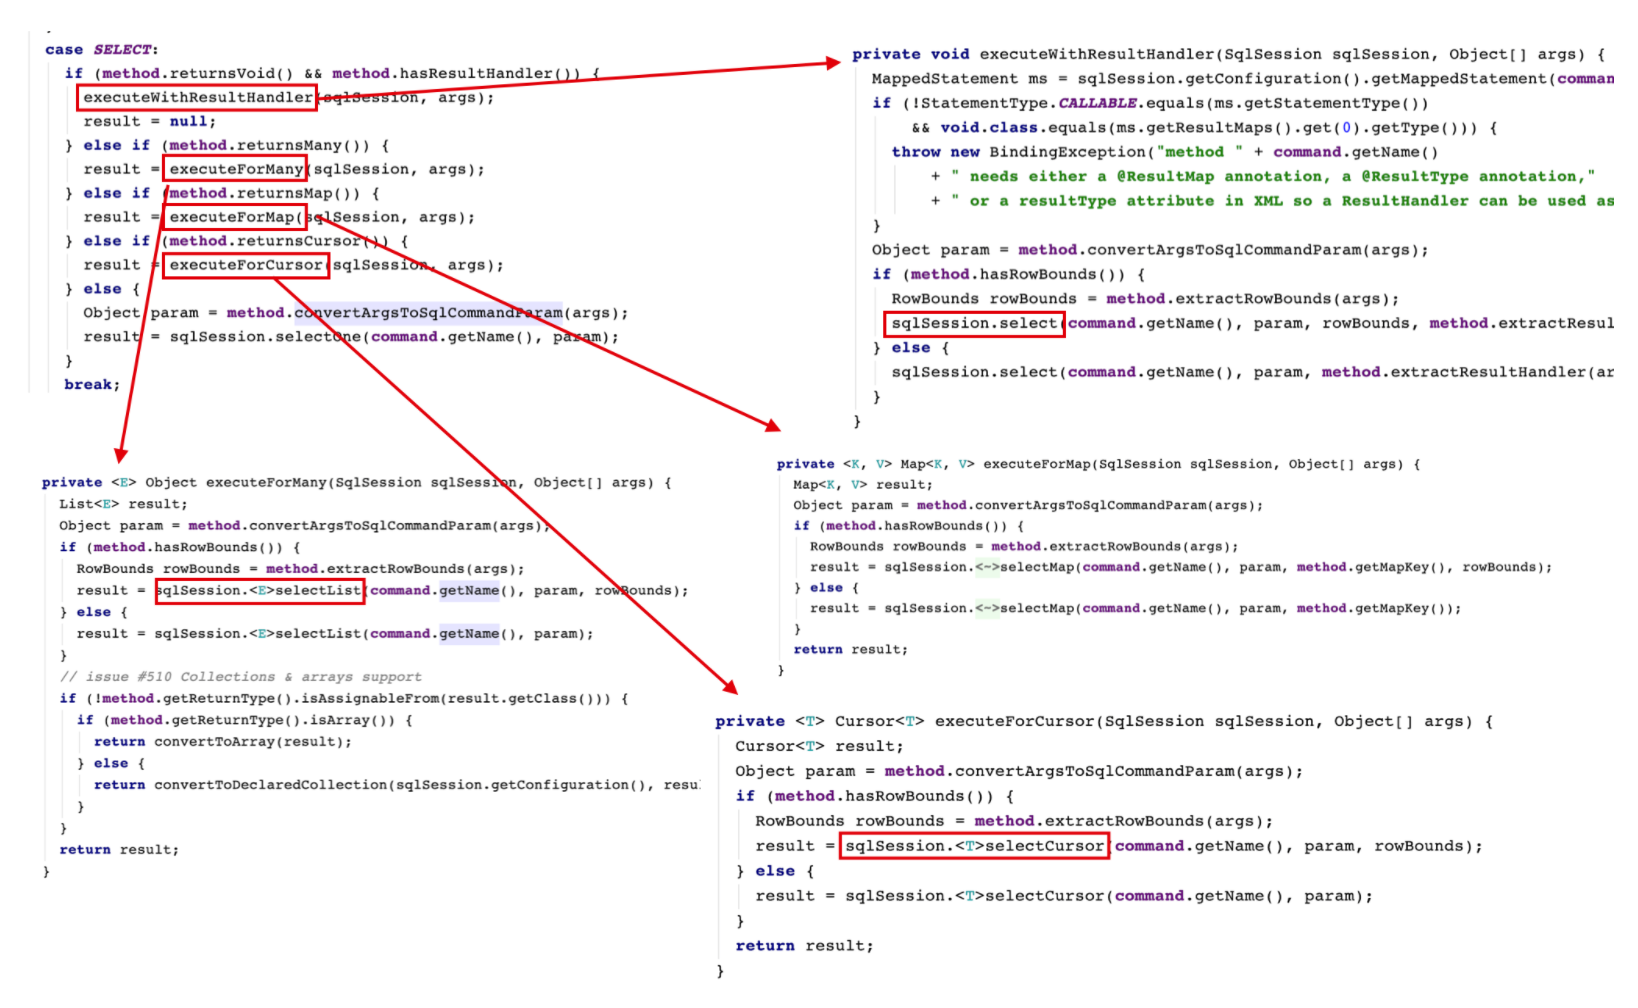 case SELECT:
if (method.returnsVoid() && method.hasResultHandler()) {
executeWithResultHandler(sqlSession, args);
result = null;
} else if (method.returnsMany()) {
result = executeForMany(sqlSession, args);
} else if (method.returnsMap()) {
result = executeForMap(sqlSession, args);
} else if (method.returnsCursor()) {
result = executeForCursor(sqlSession, args);
} else {
Object param = method.convertArgsToSqlCommandParam(args);
result = sqlSession.selectOne(command.getName(), param);
}
break;
private void executeWithResultHandler(SqlSession sqlSession, Object[] args) {
MappedStatement ms = sqlSession.getConfiguration().getMappedStatement(comman
if (!StatementType.CALLABLE.equals(ms.getStatementType())
&& void.class.equals(ms.getResultMaps().get(0).getType())) {
throw new BindingException("method " + command.getName()
+ " needs either a @ResultMap annotation, a @ResultType annotation,"
+ " or a resultType attribute in XML so a ResultHandler can be used as
}
Object param = method.convertArgsToSqlCommandParam(args);
if (method.hasRowBounds()) {
RowBounds rowBounds = method.extractRowBounds(args);
sqlSession.select(command.getName(), param, rowBounds, method.extractResul
} else {
sqlSession.select(command.getName(), param, method.extractResultHandler(ar
}
}
private <E> Object executeForMany(SqlSession sqlSession, Object[] args) {
List<E> result;
Object param = method.convertArgsToSqlCommandParam(args);
if (method.hasRowBounds()) {
RowBounds rowBounds = method.extractRowBounds(args);
result = sqlSession.<E>selectList(command.getName(), param, rowBounds);
} else {
result = sqlSession.<E>selectList(command.getName(), param);
}
// issue #510 Collections & arrays support
if (!method.getReturnType().isAssignableFrom(result.getClass())) {
if (method.getReturnType().isArray()) {
return convertToArray(result);
} else {
return convertToDeclaredCollection(sqlSession.getConfiguration(), resu
}
}
return result;
}
private <K, V> Map<K, V> executeForMap(SqlSession sqlSession, Object[] args) {
Map<K, V> result;
Object param = method.convertArgsToSqlCommandParam(args);
if (method.hasRowBounds()) {
RowBounds rowBounds = method.extractRowBounds(args);
result = sqlSession.<~>selectMap(command.getName(), param, method.getMapKey(), rowBounds);
} else {
result = sqlSession.<~>selectMap(command.getName(), param, method.getMapKey());
}
return result;
}
private <T> Cursor<T> executeForCursor(SqlSession sqlSession, Object[] args) {
Cursor<T> result;
Object param = method.convertArgsToSqlCommandParam(args);
if (method.hasRowBounds()) {
RowBounds rowBounds = method.extractRowBounds(args);
result = sqlSession.<T>selectCursor(command.getName(), param, rowBounds);
} else {
result = sqlSession.<T>selectCursor(command.getName(), param);
}
return result;
}